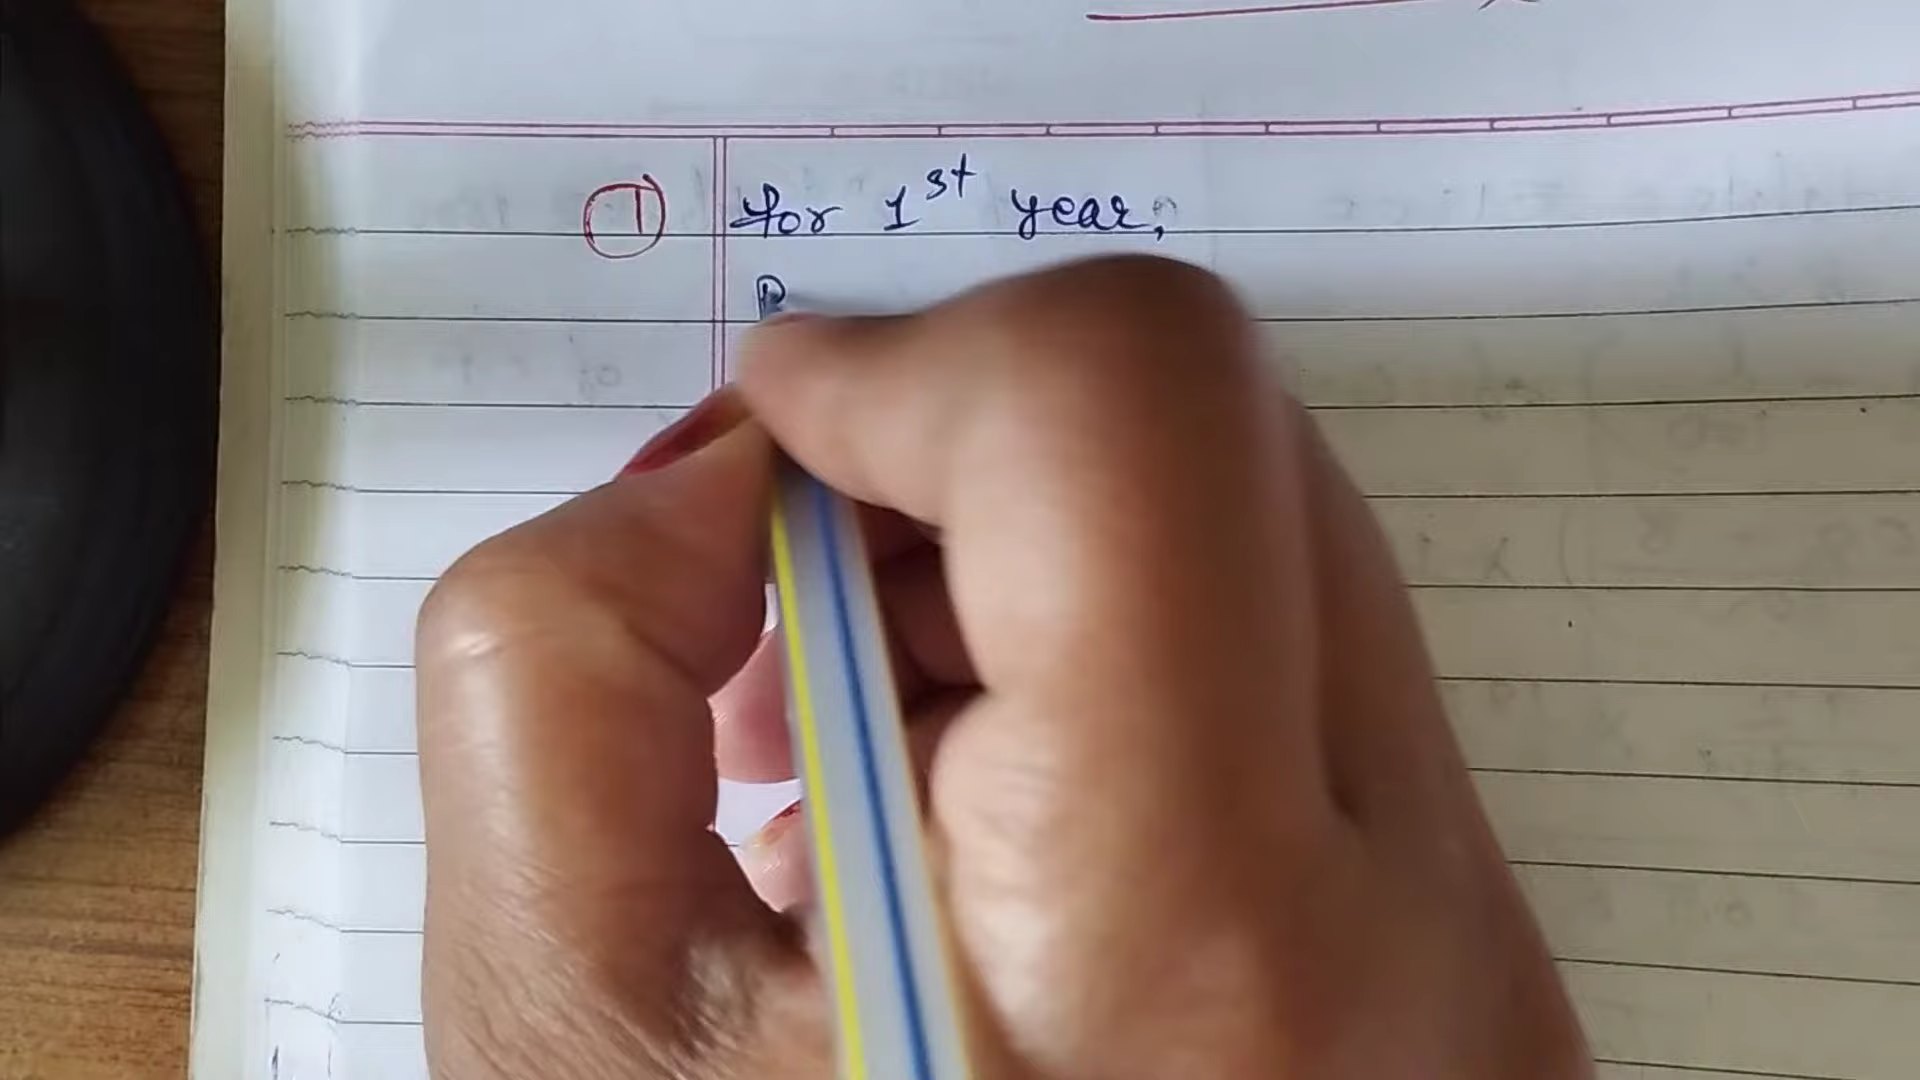 ① for 1st year,
P